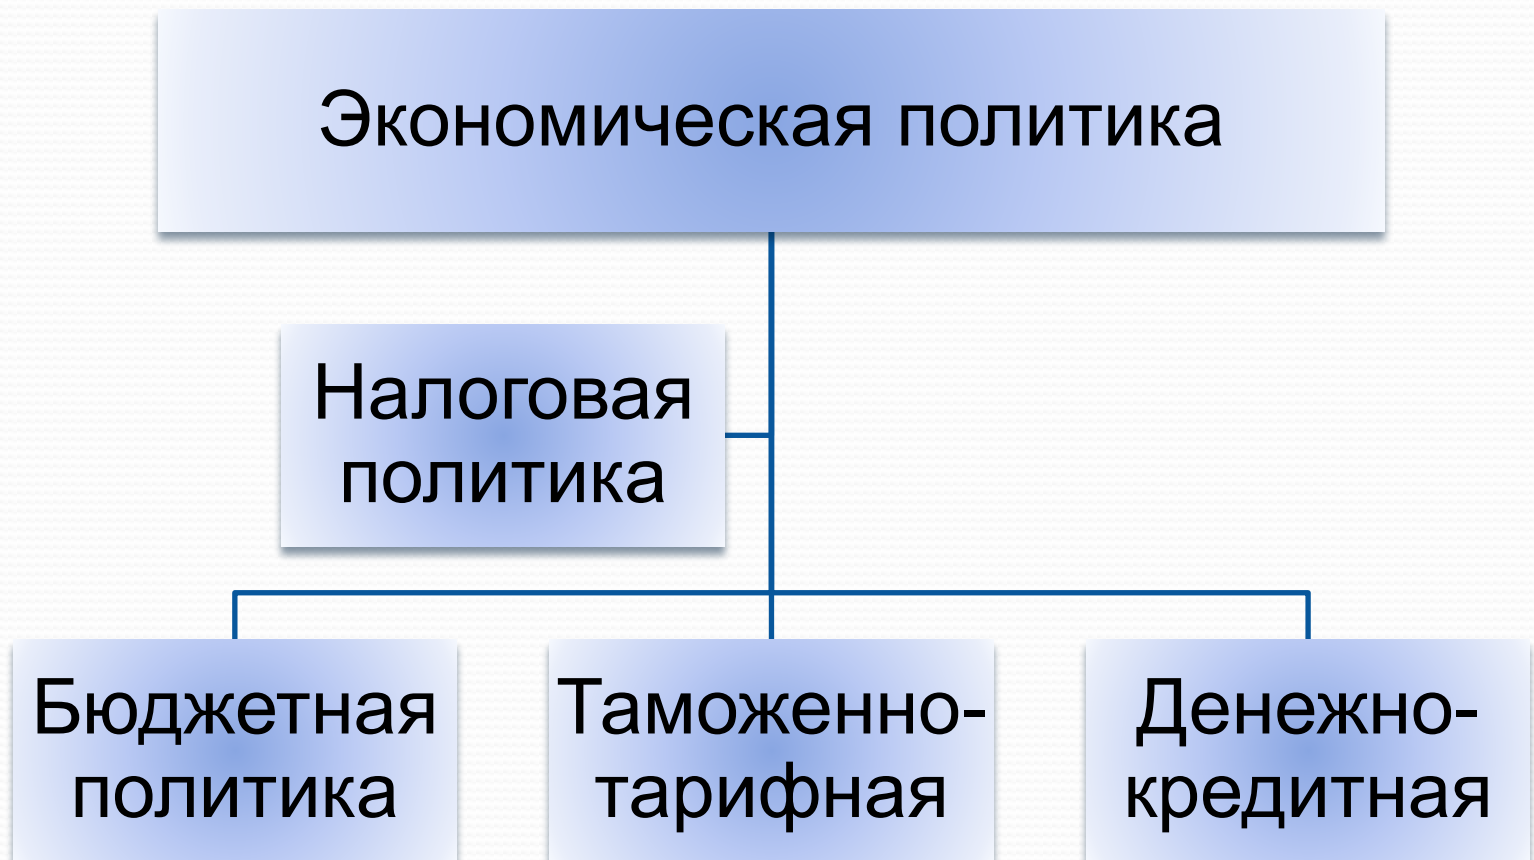 Экономическая политика
Налоговая
политика
Бюджетная
политика
Таможенно-
тарифная
Денежно-
кредитная